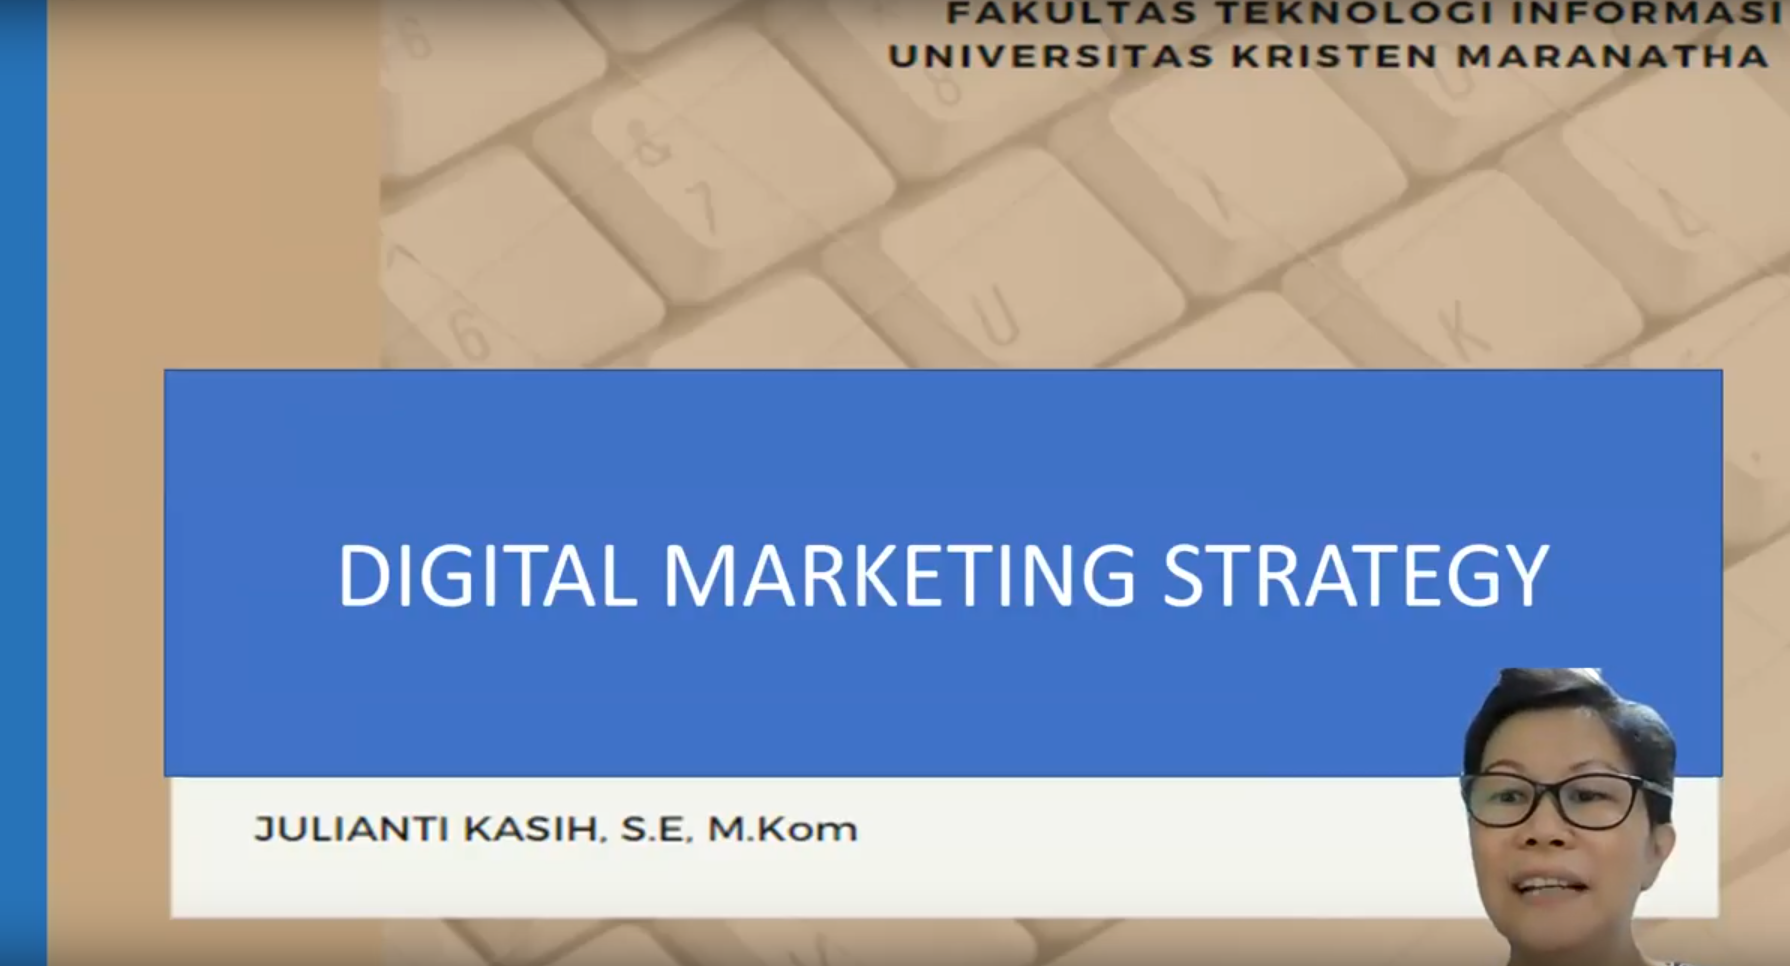 FAKULTAS TEKNOLOGI INFORMASI
UNIVERSITAS KRISTEN MARANATHA
DIGITAL MARKETING STRATEGY
JULIANTI KASIH, S.E, M.Kom